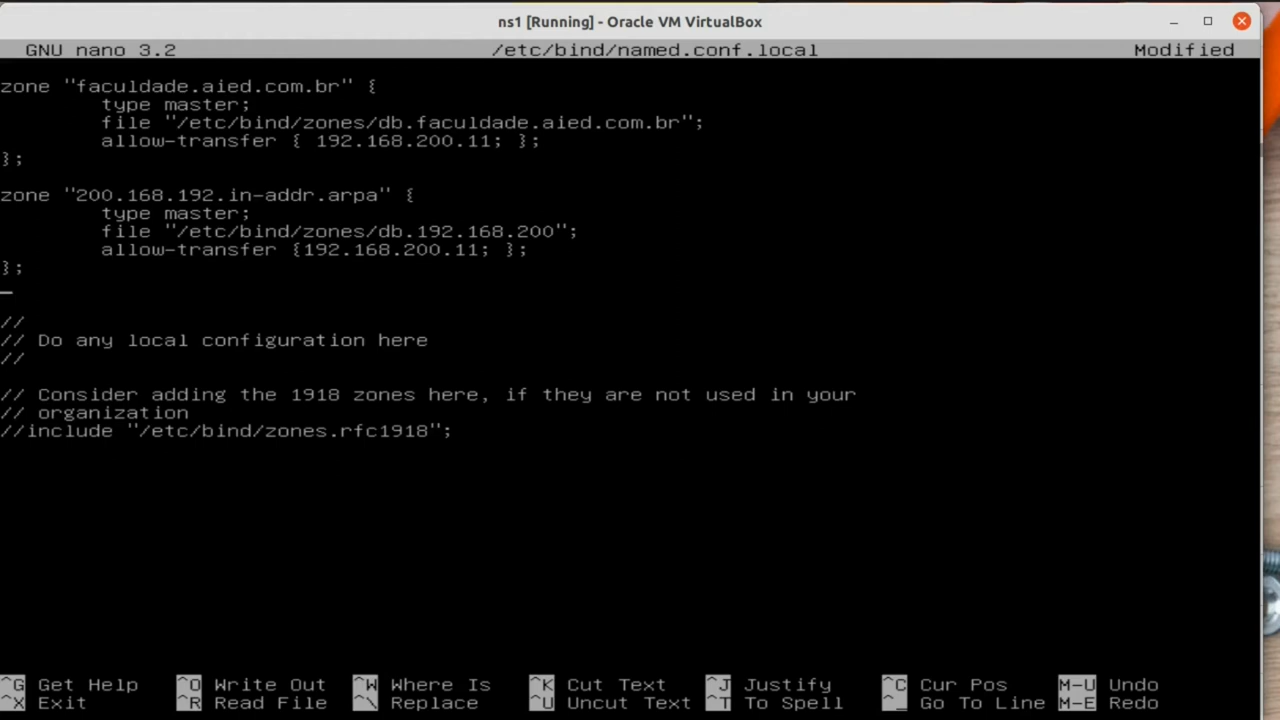 ns1 [Running] - Oracle VM VirtualBox
GNU nano 3.2 /etc/bind/named.conf.local Modified
zone "faculdade.aied.com.br" {
type master;
file "/etc/bind/zones/db.faculdade.aied.com.br";
allow-transfer { 192.168.200.11; };
};
zone "200.168.192.in-addr.arpa" {
type master;
file "/etc/bind/zones/db.192.168.200";
allow-transfer {192.168.200.11; };
};
//
// Do any local configuration here
//
// Consider adding the 1918 zones here, if they are not used in your
// organization
//include "/etc/bind/zones.rfc1918";
^G Get Help ^O Write Out ^W Where Is ^K Cut Text ^J Justify ^C Cur Pos M-U Undo
^X Exit ^R Read File ^\ Replace ^U Uncut Text ^T To Spell ^_ Go To Line M-E Redo